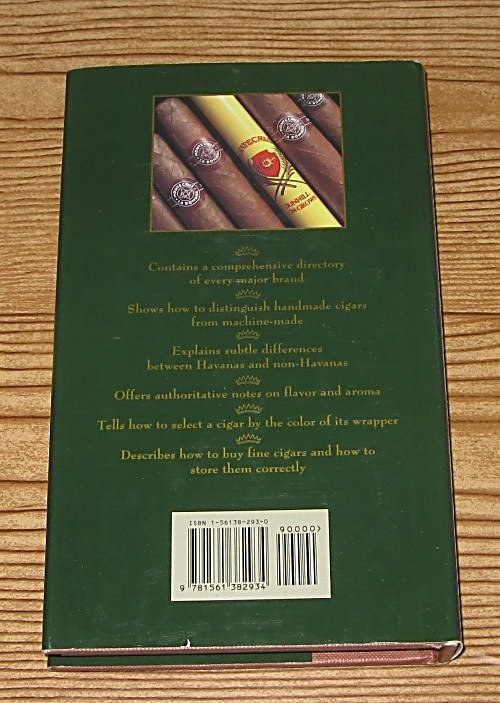 MONTECRISTO
HABANA
DUNHILL
Contains a comprehensive directory
of every major brand
Shows how to distinguish handmade cigars
from machine-made
Explains subtle differences
between Havanas and non-Havanas
Offers authoritative notes on flavor and aroma
Tells how to select a cigar by the color of its wrapper
Describes how to buy fine cigars and how to
store them correctly
ISBN 1-56138-293-0
90000>
9 781561 382934